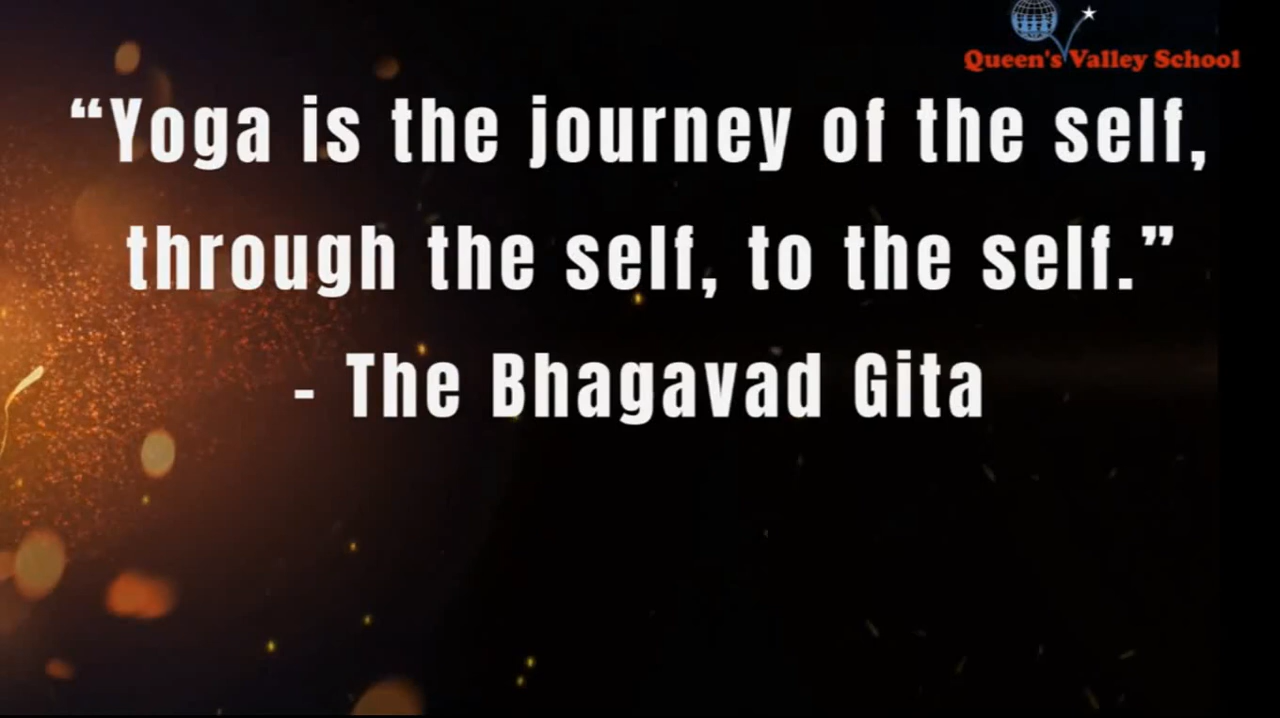 Queen's Valley School
“Yoga is the journey of the self,
through the self, to the self.”
- The Bhagavad Gita